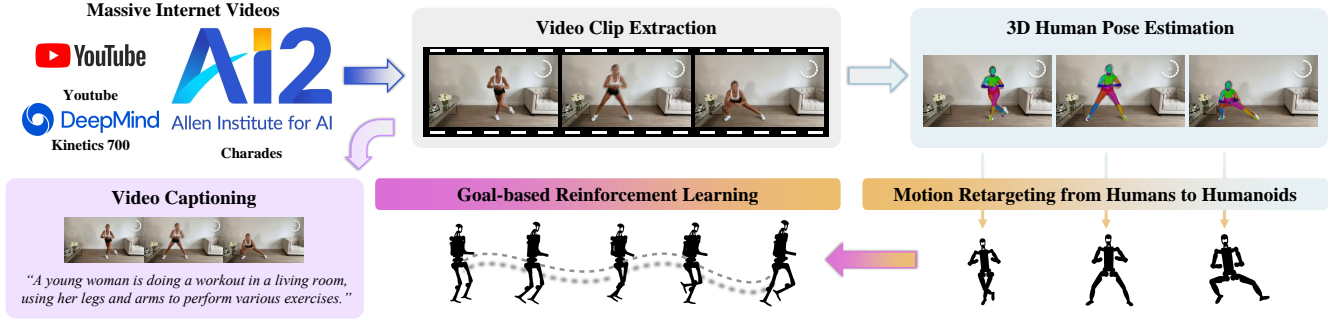 Massive Internet Videos
YouTube
Youtube
Ai2
DeepMind
Allen Institute for AI
Kinetics 700
Charades
Video Clip Extraction
3D Human Pose Estimation
Video Captioning
“A young woman is doing a workout in a living room,
using her legs and arms to perform various exercises.”
Goal-based Reinforcement Learning
Motion Retargeting from Humans to Humanoids